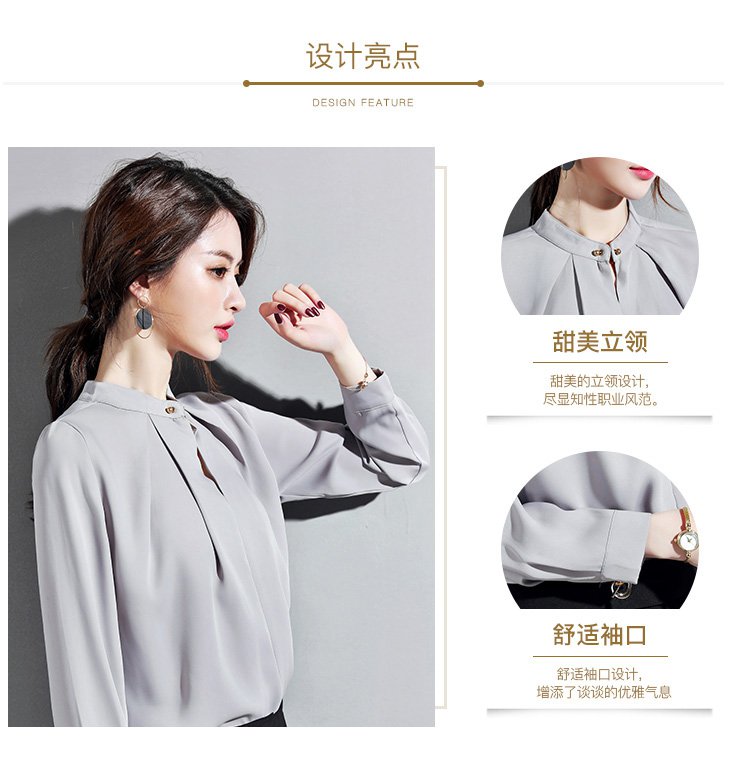 设计亮点
DESIGN FEATURE
甜美立领
甜美的立领设计，
尽显知性职业风范。
舒适袖口
舒适袖口设计，
增添了谈谈的优雅气息